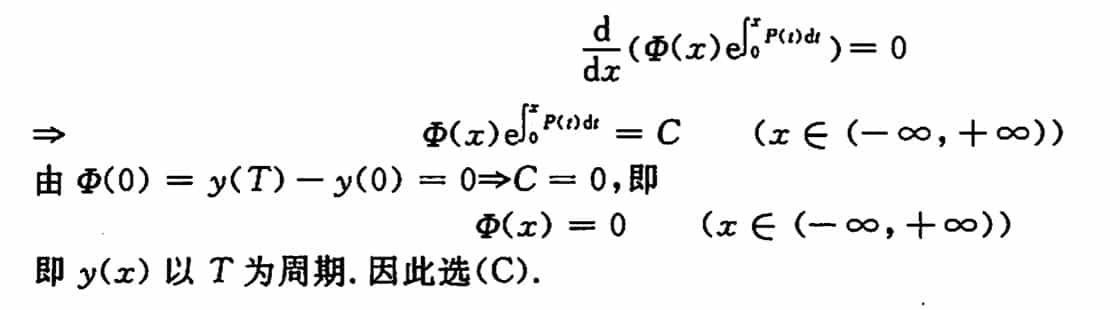 d/dx (Φ(x)e^{∫_0^x P(t)dt}) = 0
⇒ Φ(x)e^{∫_0^x P(t)dt} = C (x ∈ (−∞,+∞))
由 Φ(0) = y(T) − y(0) = 0⇒C = 0,即
Φ(x) = 0 (x ∈ (−∞,+∞))
即 y(x) 以 T 为周期. 因此选(C).